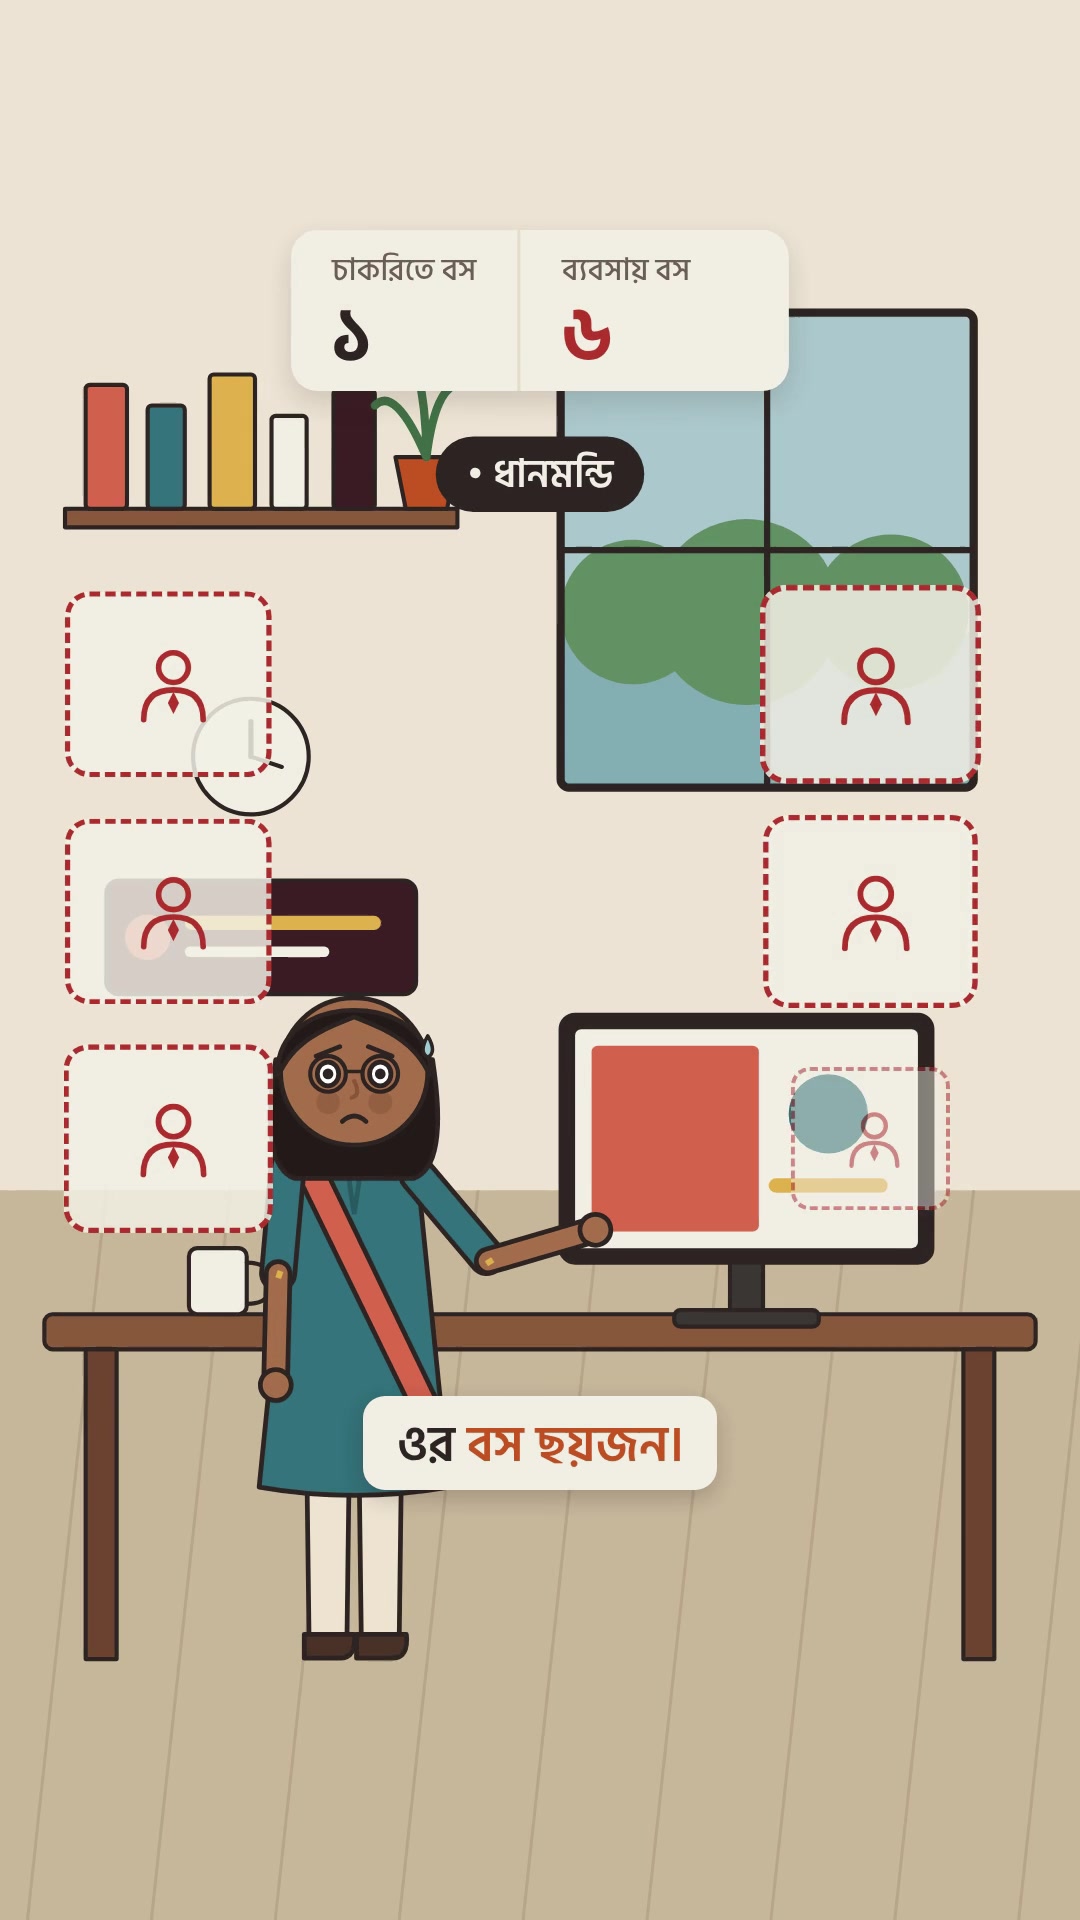 চাকরিতে বস
১
ব্যবসায় বস
৬
• ধানমন্ডি
ওর বস ছয়জন।